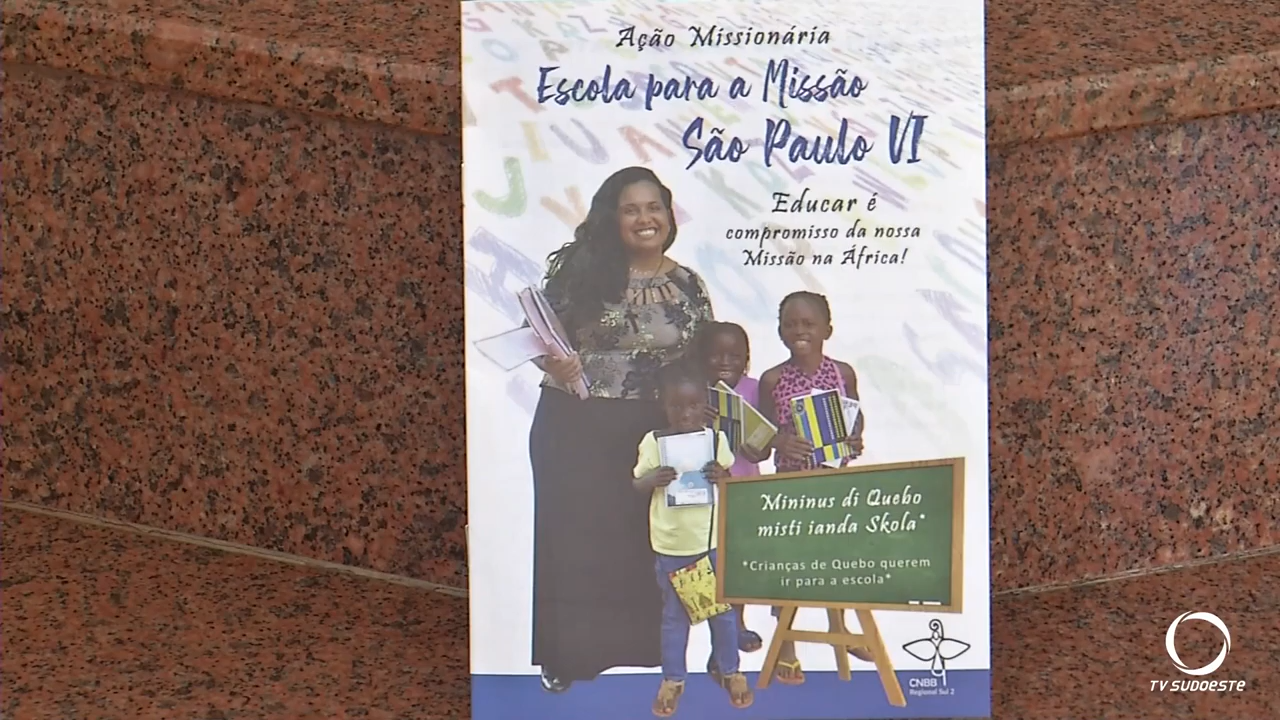 Ação Missionária
Escola para a Missão
São Paulo VI
Educar é
compromisso da nossa
Missão na África!
Mininus di Quebo
misti ianda Skola*
*Crianças de Quebo querem
ir para a escola*
CNBB
Regional Sul 2
TV SUDOESTE